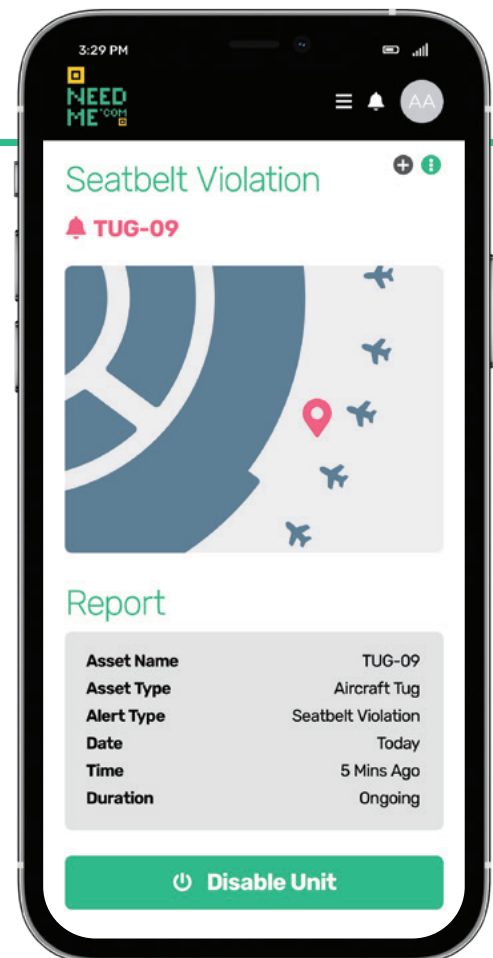 3:29 PM
NEED
ME.COM
AA
Seatbelt Violation
TUG-09
Report
Asset Name TUG-09
Asset Type Aircraft Tug
Alert Type Seatbelt Violation
Date Today
Time 5 Mins Ago
Duration Ongoing
Disable Unit